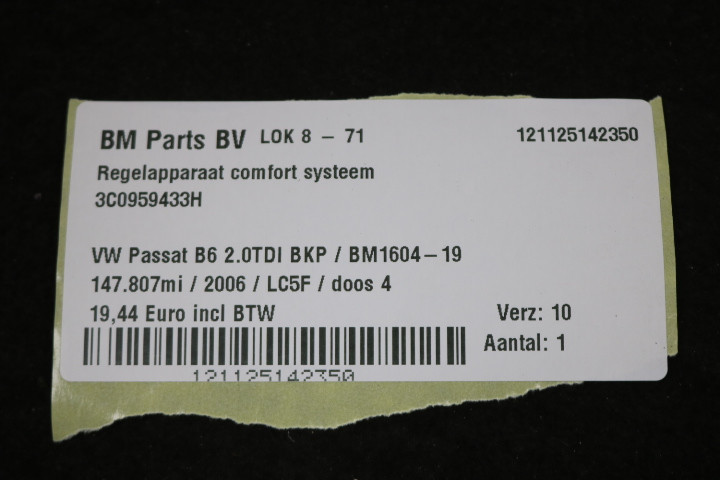 BM Parts BV LOK 8 - 71 121125142350
Regelapparaat comfort systeem
3C0959433H
VW Passat B6 2.0TDI BKP / BM1604-19
147.807mi / 2006 / LC5F / doos 4
19,44 Euro incl BTW Verz: 10
Aantal: 1
121125142350